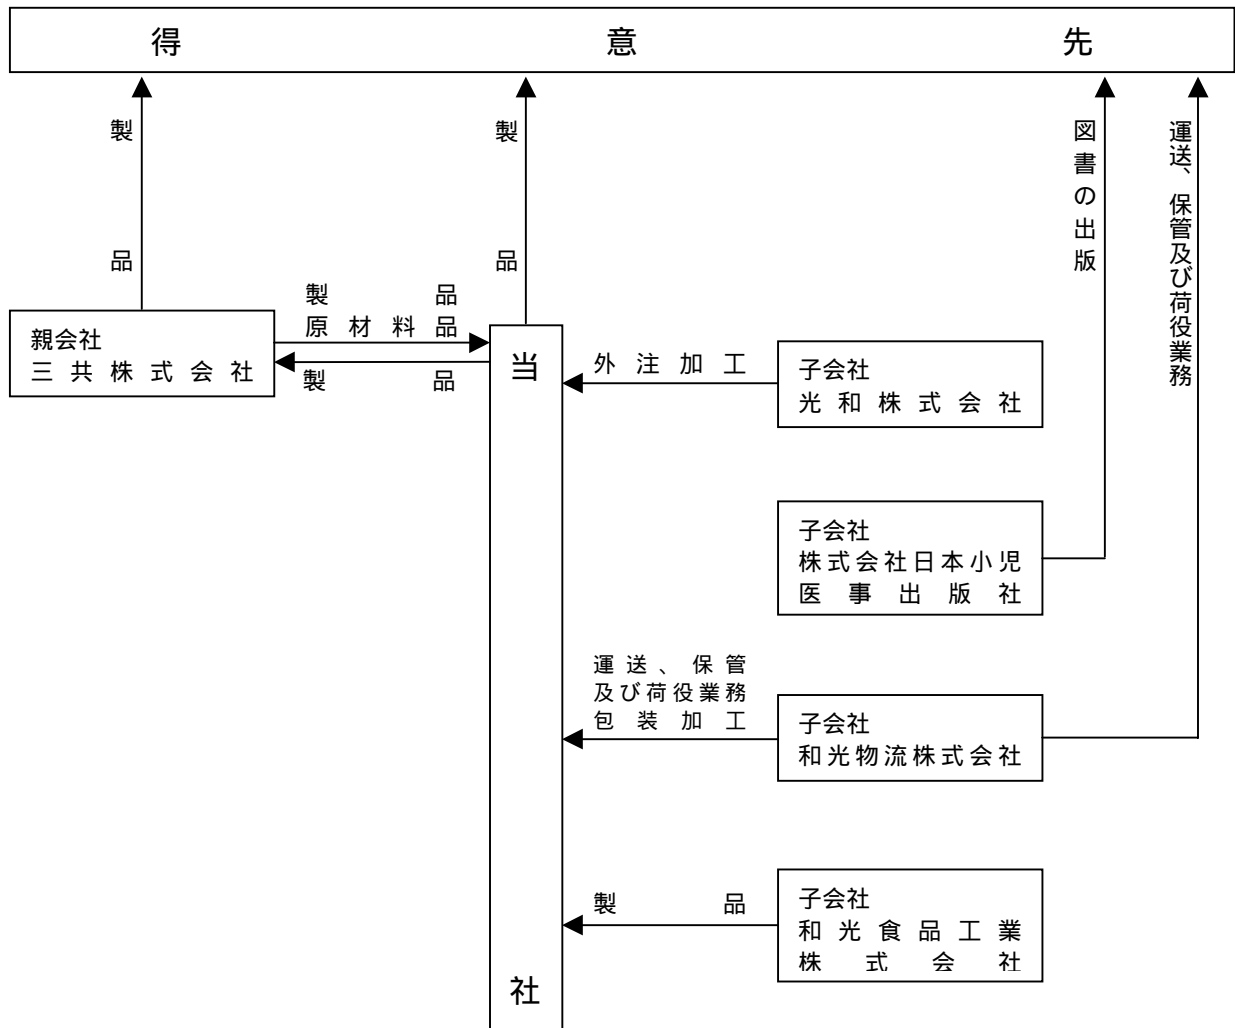 得意先
製品
製品
図書の出版
運送、保管及び荷役業務
親会社
三共株式会社
製品
原材料品
製品
当社
外注加工
子会社
光和株式会社
子会社
株式会社日本小児
医事出版社
運送、保管
及び荷役業務
包装加工
子会社
和光物流株式会社
製品
子会社
和光食品工業
株式会社